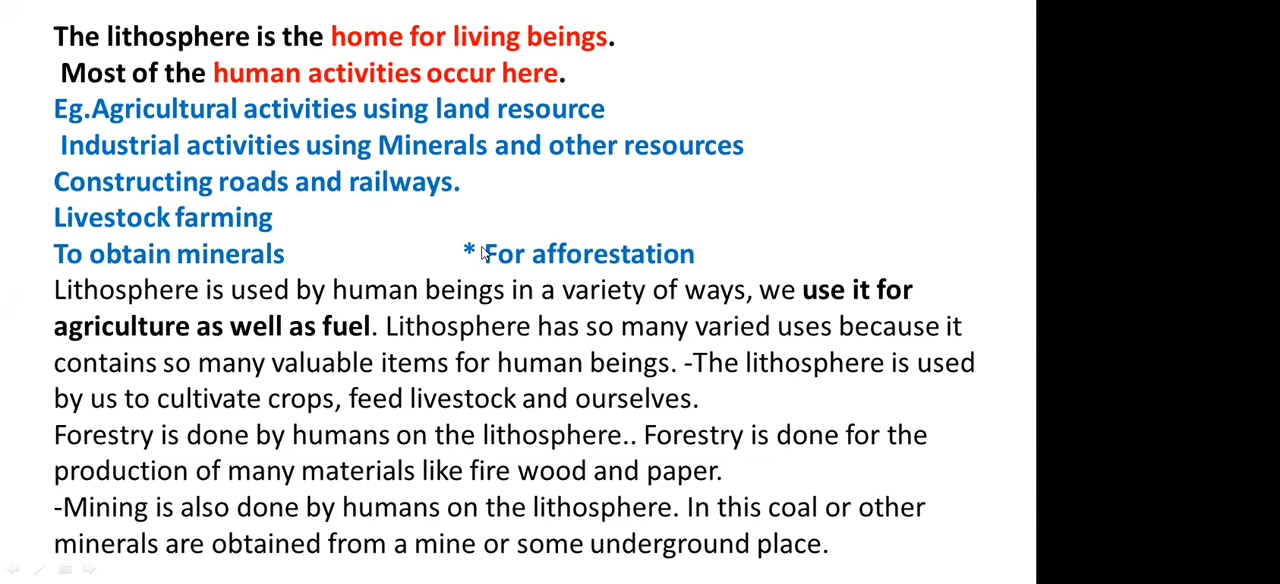 The lithosphere is the home for living beings.
Most of the human activities occur here.
Eg.Agricultural activities using land resource
Industrial activities using Minerals and other resources
Constructing roads and railways.
Livestock farming
To obtain minerals * For afforestation
Lithosphere is used by human beings in a variety of ways, we use it for
agriculture as well as fuel. Lithosphere has so many varied uses because it
contains so many valuable items for human beings. -The lithosphere is used
by us to cultivate crops, feed livestock and ourselves.
Forestry is done by humans on the lithosphere.. Forestry is done for the
production of many materials like fire wood and paper.
-Mining is also done by humans on the lithosphere. In this coal or other
minerals are obtained from a mine or some underground place.